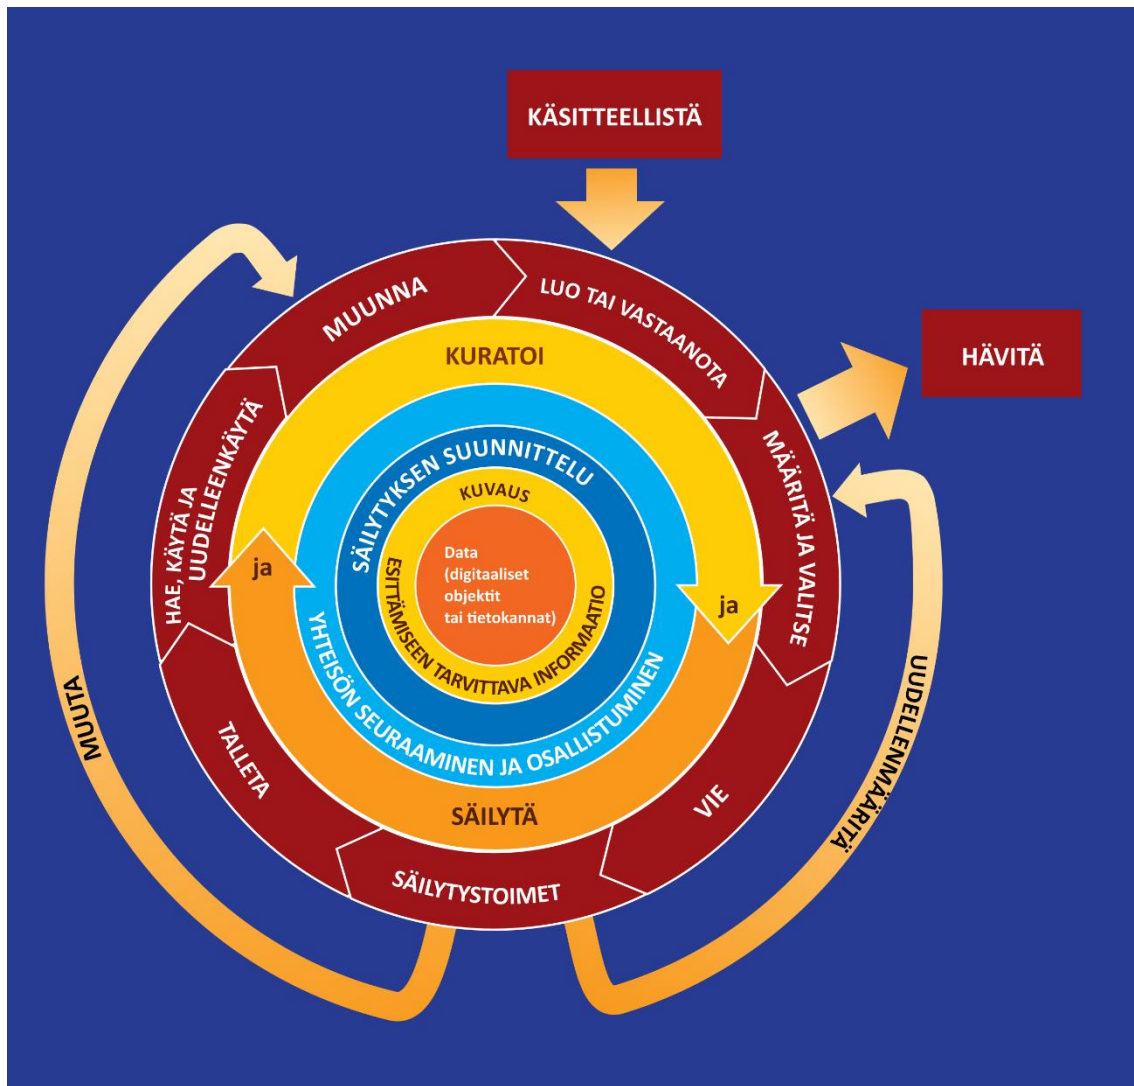 KÄSITTEELLISTÄ
HÄVITÄ
MUUNNA
LUO TAI VASTAANOTA
MÄÄRITÄ JA VALITSE
VIE
SÄILYTYSTOIMET
TALLETA
HAE, KÄYTÄ JA
UUDELLEENKÄYTÄ
KURATOI
ja
SÄILYTÄ
ja
YHTEISÖN SEURAAMINEN JA OSALLISTUMINEN
SÄILYTYKSEN SUUNNITTELU
KUVAUS
ESITTÄMISEEN TARVITTAVA INFORMAATIO
Data
(digitaaliset
objektit
tai tietokannat)
MUUTA
UUDELLENMÄÄRITÄ